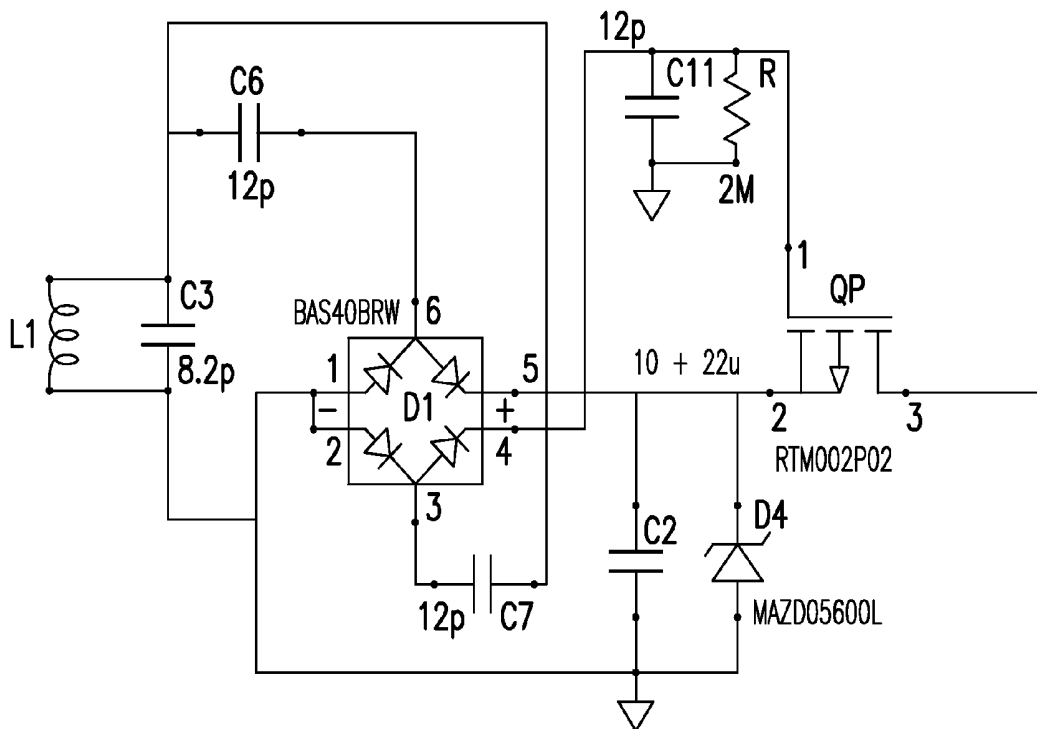 12p
C6
C11
R
12p
2M
1
QP
C3
BAS40BRW
6
L1
8.2p
1
5
10 + 22u
-
D1
+
2
3
2
4
RTM002P02
3
C2
D4
12p
C7
MAZD05600L